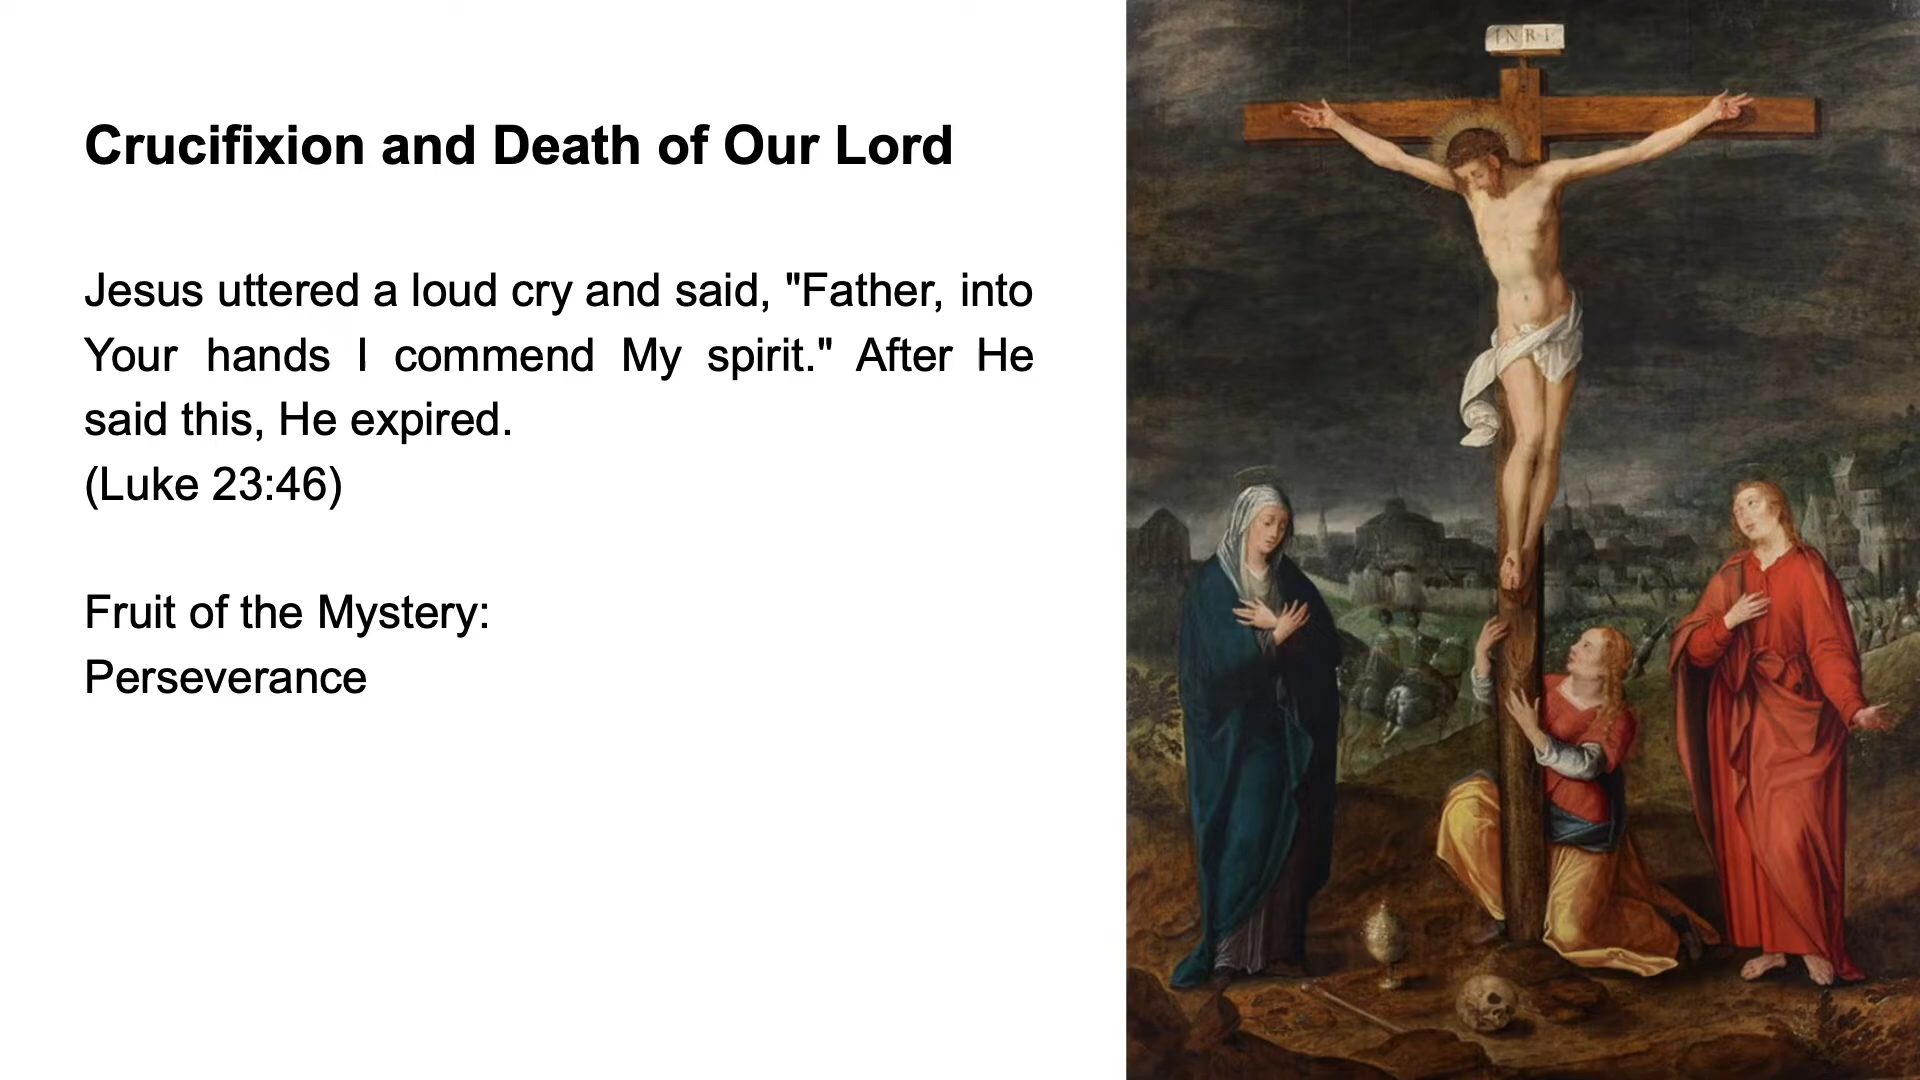 Crucifixion and Death of Our Lord
Jesus uttered a loud cry and said, "Father, into
Your hands I commend My spirit." After He
said this, He expired.
(Luke 23:46)
Fruit of the Mystery:
Perseverance
INRI